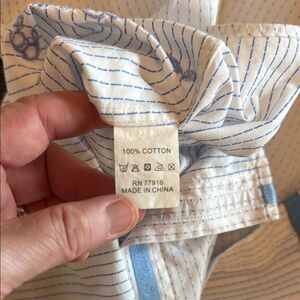 100% COTTON
RN 77916
MADE IN CHINA